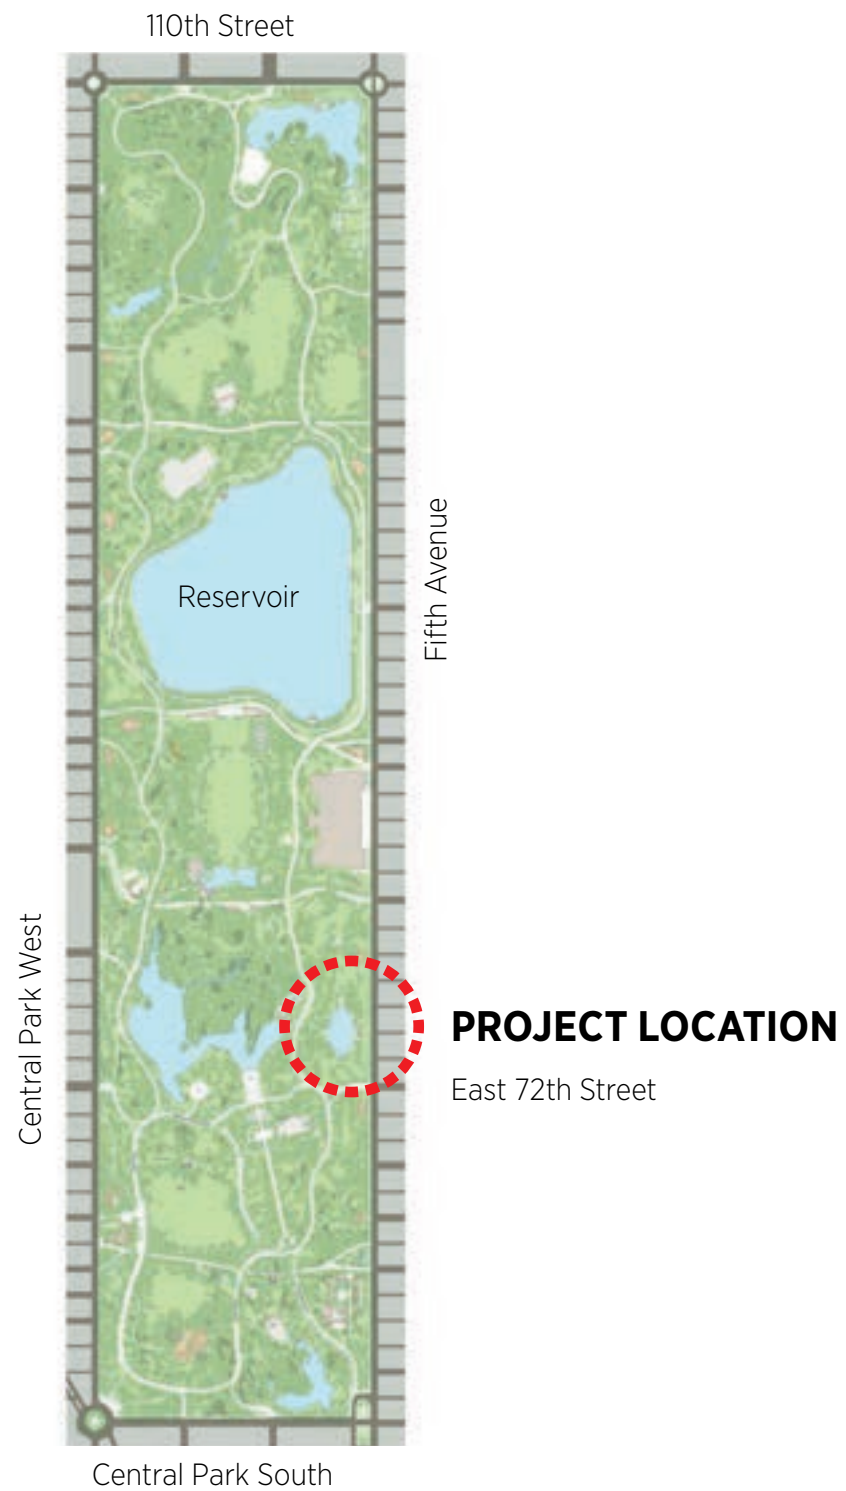 110th Street
Reservoir
Fifth Avenue
Central Park West
PROJECT LOCATION
East 72th Street
Central Park South